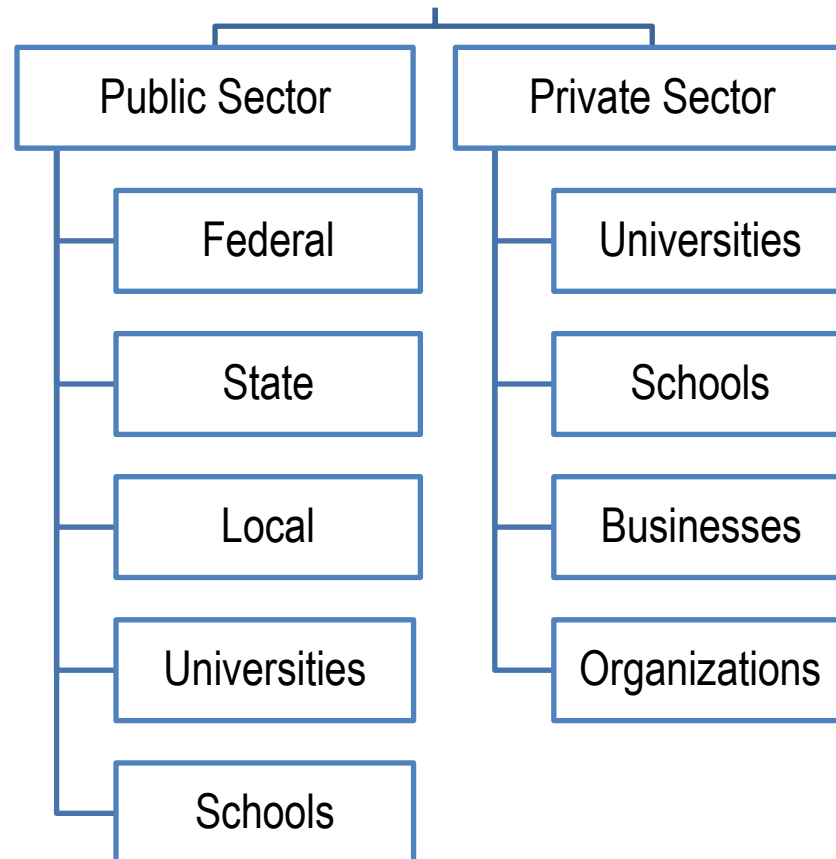 Public Sector
Federal
State
Local
Universities
Schools
Private Sector
Universities
Schools
Businesses
Organizations